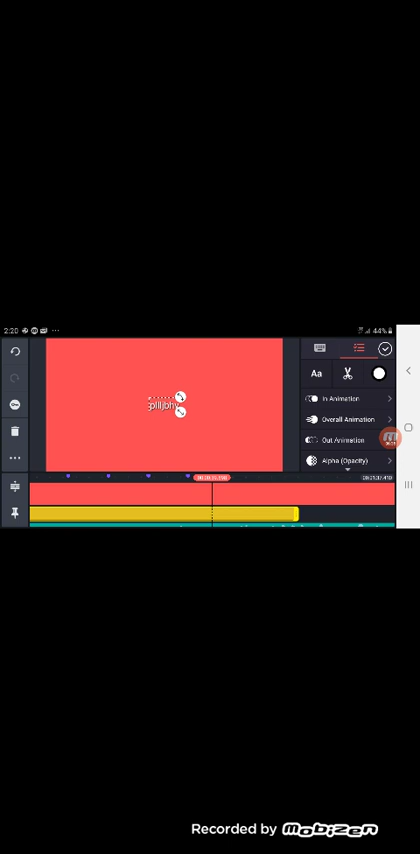 2:20
44%
Aa
In Animation
Overall Animation
Out Animation
Alpha (Opacity)
Recorded by MOBIZEN